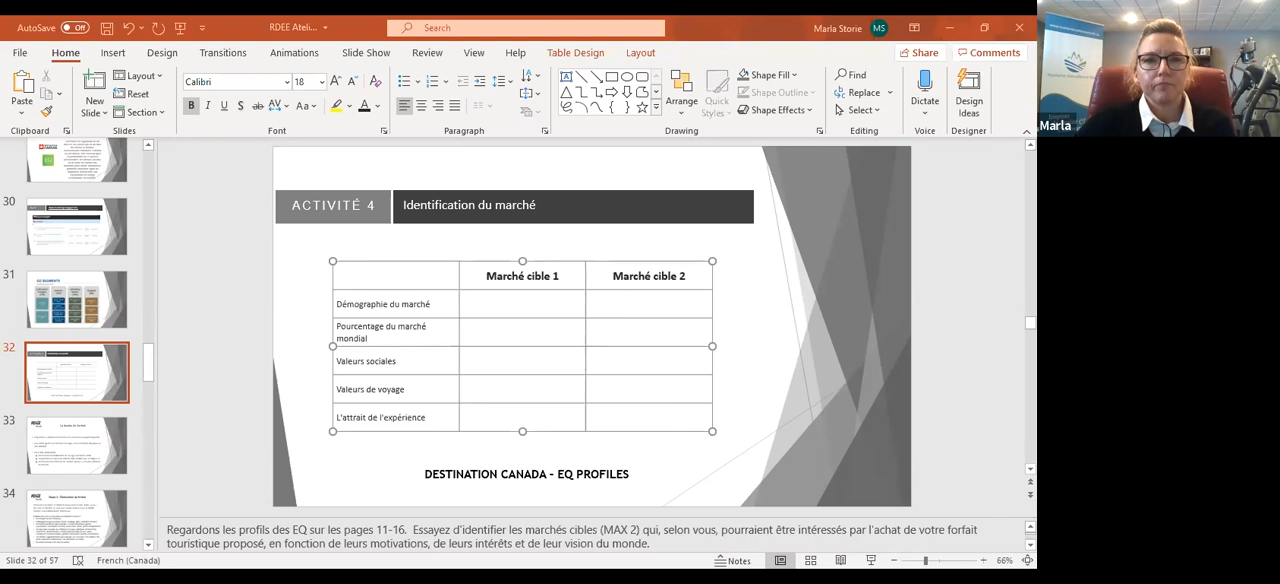 AutoSave Off RDEE Ateli... Search Marla Storie MS
File Home Insert Design Transitions Animations Slide Show Review View Help Table Design Layout Share Comments
Paste New Slide Layout Reset Section Calibri 18 Arrange Quick Styles Shape Fill Shape Outline Shape Effects Find Replace Select Dictate Design Ideas
Clipboard Slides Font Paragraph Drawing Editing Voice Designer
Marla
30
31
32
33
34
ACTIVITÉ 4 Identification du marché
Marché cible 1 Marché cible 2
Démographie du marché
Pourcentage du marché
mondial
Valeurs sociales
Valeurs de voyage
L'attrait de l'expérience
DESTINATION CANADA - EQ PROFILES
Regardant les profils des EQ sur de pages 11-16, essayez d'identifier les marchés cibles (MAX 2) qui, selon vous, pourraient être intéressés par l'achat de votre forfait
touristique proposé, en fonction de leurs motivations, de leurs intérêts et de leur vision du monde.
Slide 32 of 57 French (Canada) Notes 66%